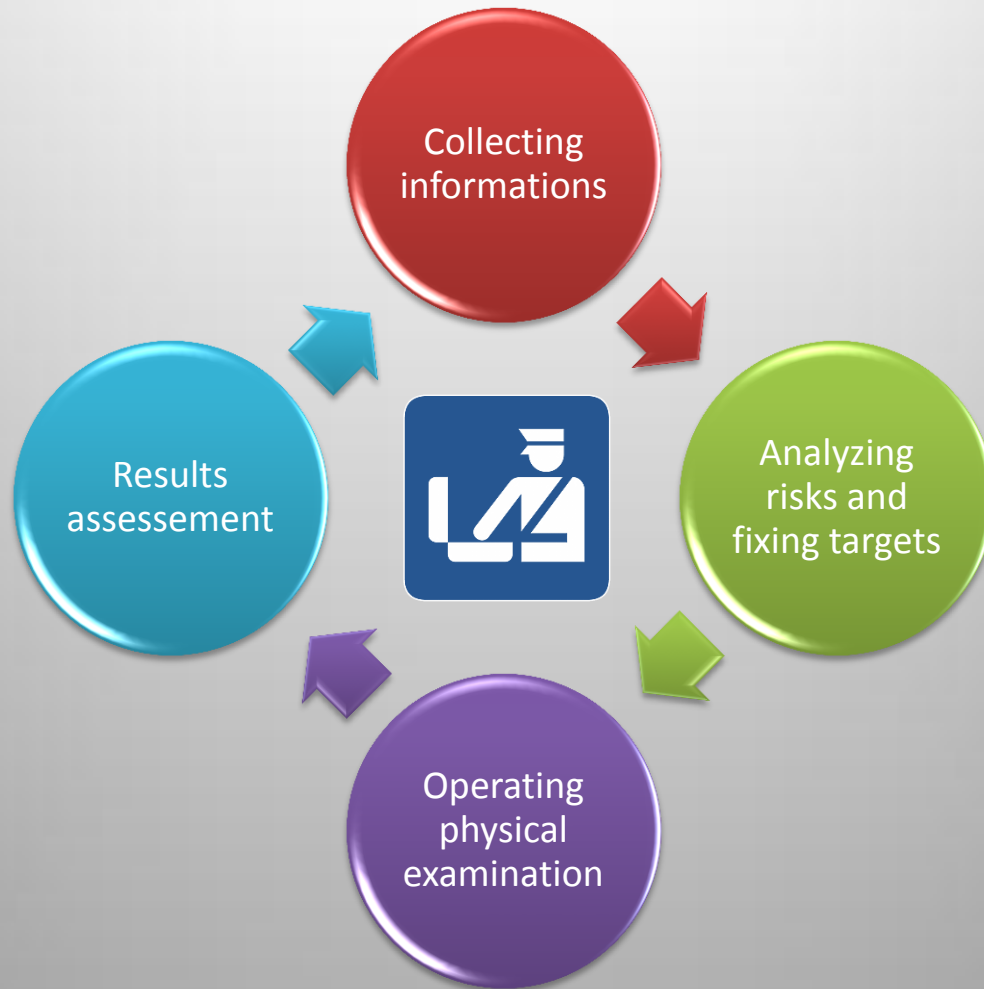 Collecting
informations
Analyzing
risks and
fixing targets
Operating
physical
examination
Results
assessement